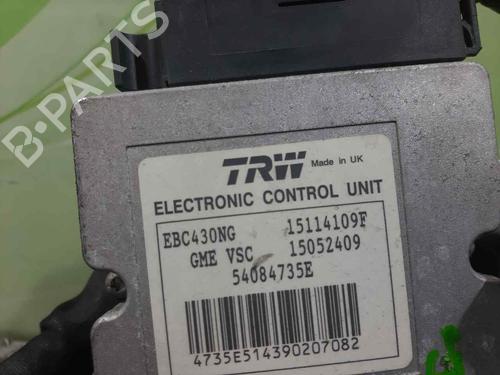 B-PARTS
TRW Made in UK
ELECTRONIC CONTROL UNIT
EBC430NG 15114109F
GME VSC 15052409
54084735E
4735E514390207082